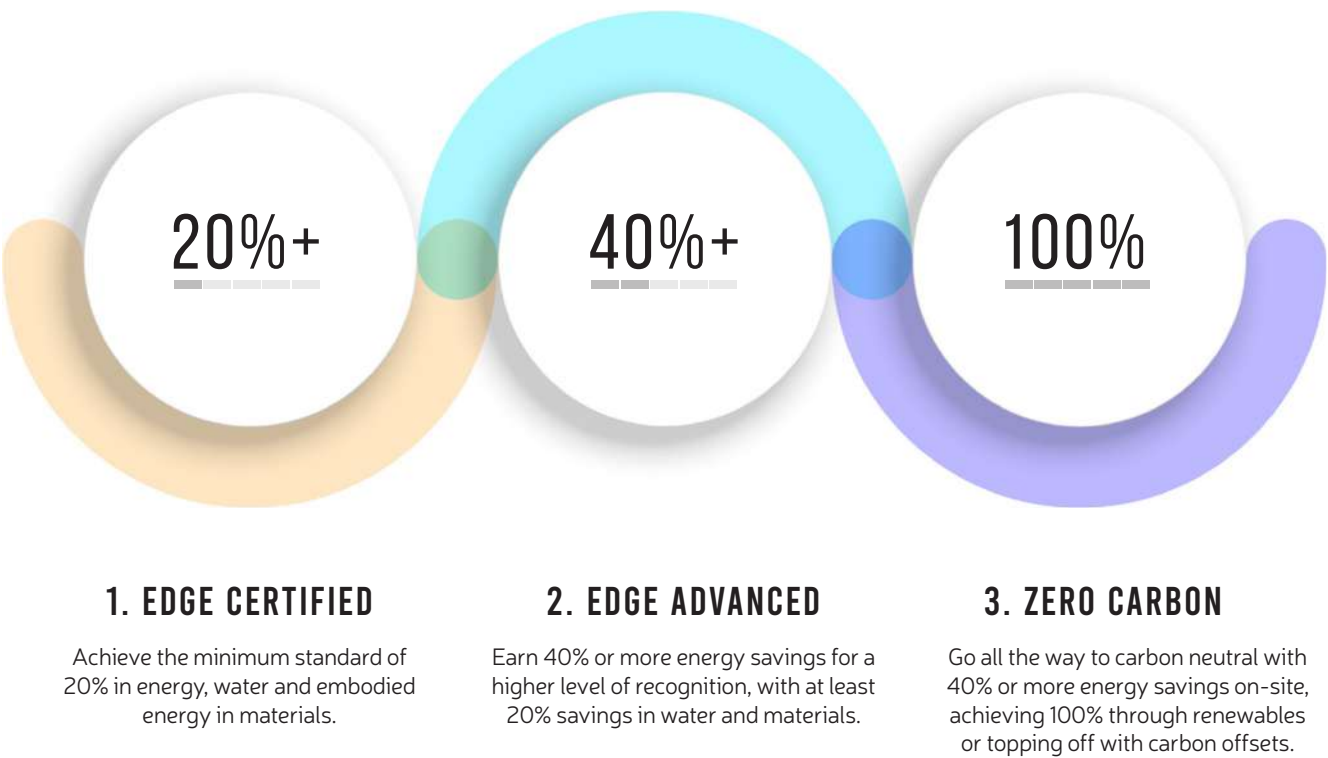 20%+
40%+
100%
1. EDGE CERTIFIED
Achieve the minimum standard of
20% in energy, water and embodied
energy in materials.
2. EDGE ADVANCED
Earn 40% or more energy savings for a
higher level of recognition, with at least
20% savings in water and materials.
3. ZERO CARBON
Go all the way to carbon neutral with
40% or more energy savings on-site,
achieving 100% through renewables
or topping off with carbon offsets.